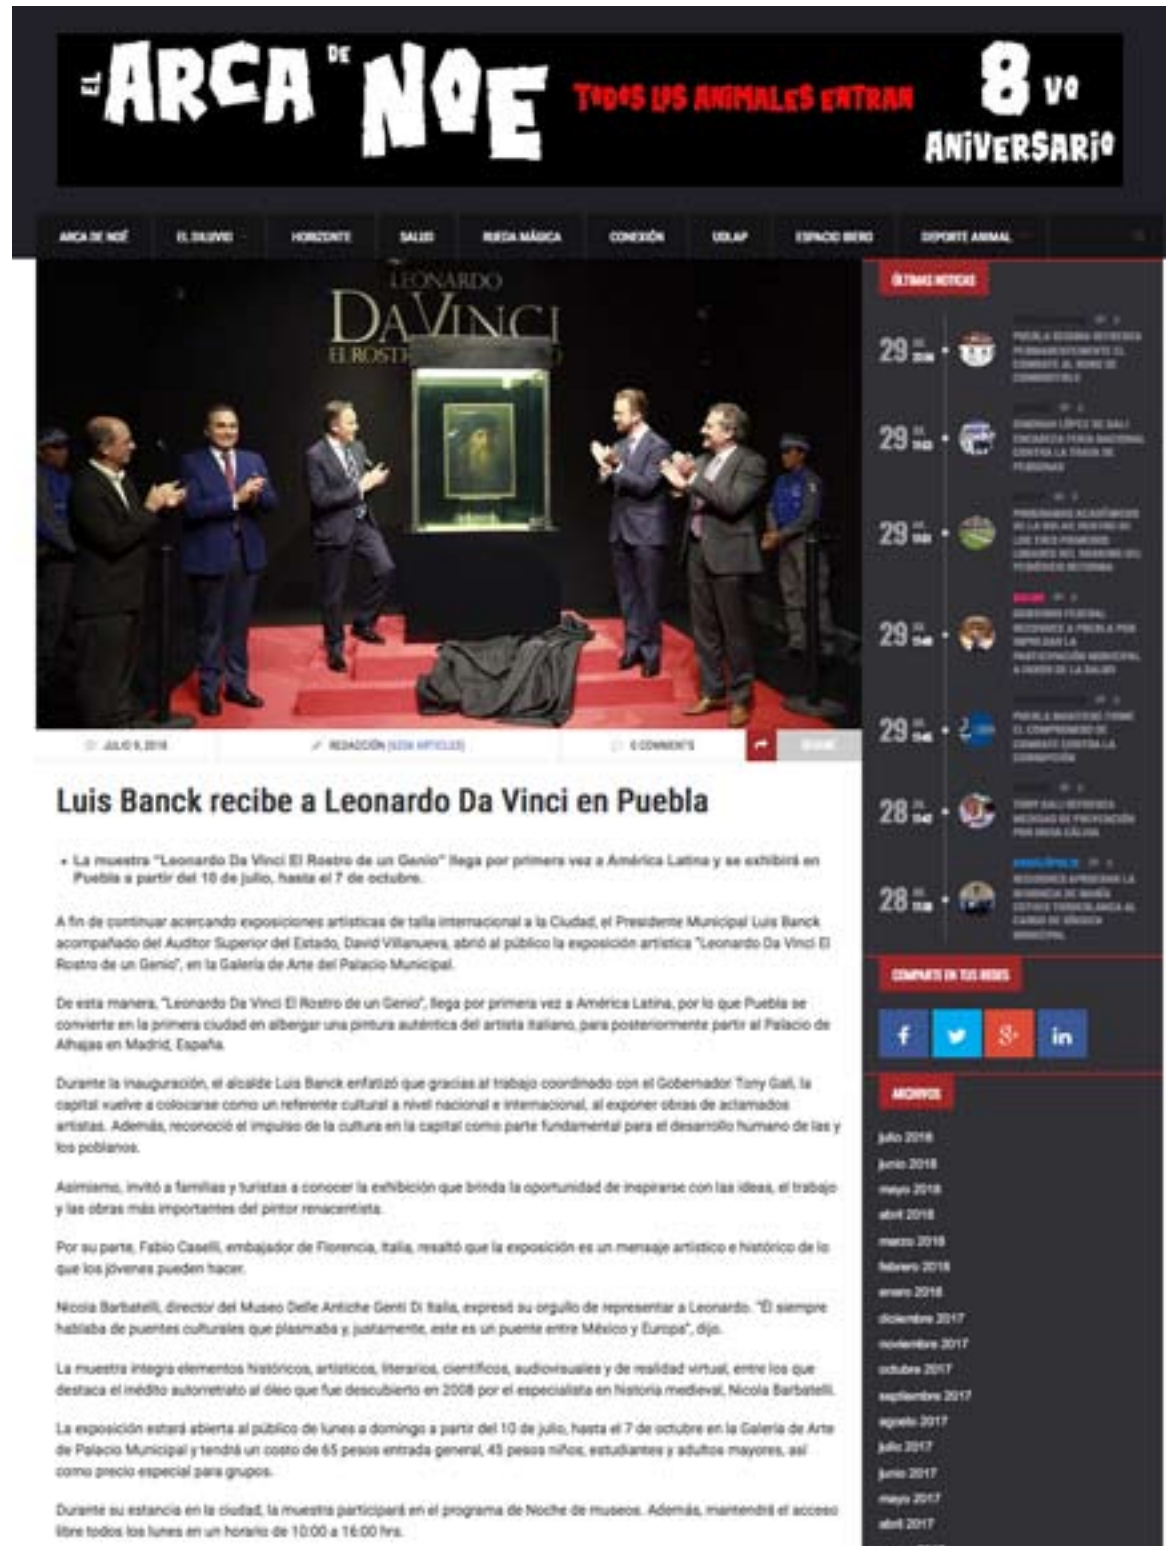 EL ARCA DE NOE
TODOS LOS ANIMALES ENTRAN
8 VO
ANIVERSARIO
ARCA DE NOÉ EL DILUVIO HORIZONTE SALUD RUEDA MÁGICA CONEXIÓN UDLAP ESPACIO IBERO DEPORTE ANIMAL
LEONARDO
DA VINCI
EL ROST
JULIO 9, 2018 REDACCIÓN 0 COMMENTS
Luis Banck recibe a Leonardo Da Vinci en Puebla
• La muestra "Leonardo Da Vinci El Rostro de un Genio" llega por primera vez a América Latina y se exhibirá en
Puebla a partir del 10 de julio, hasta el 7 de octubre.
A fin de continuar acercando exposiciones artísticas de talla internacional a la Ciudad, el Presidente Municipal Luis Banck
acompañado del Auditor Superior del Estado, David Villanueva, abrió al público la exposición artística "Leonardo Da Vinci El
Rostro de un Genio", en la Galería de Arte del Palacio Municipal.
De esta manera, "Leonardo Da Vinci El Rostro de un Genio", llega por primera vez a América Latina, por lo que Puebla se
convierte en la primera ciudad en albergar una pintura auténtica del artista italiano, para posteriormente partir al Palacio de
Alhajas en Madrid, España.
Durante la inauguración, el alcalde Luis Banck enfatizó que gracias al trabajo coordinado con el Gobernador Tony Gali, la
capital vuelve a colocarse como un referente cultural a nivel nacional e internacional, al exponer obras de aclamados
artistas. Además, reconoció el impulso de la cultura en la capital como parte fundamental para el desarrollo humano de las y
los poblanos.
Asimismo, invitó a familias y turistas a conocer la exhibición que brinda la oportunidad de inspirarse con las ideas, el trabajo
y las obras más importantes del pintor renacentista.
Por su parte, Fabio Caselli, embajador de Florencia, Italia, resaltó que la exposición es un mensaje artístico e histórico de lo
que los jóvenes pueden hacer.
Nicola Barbatelli, director del Museo Delle Antiche Genti Di Italia, expresó su orgullo de representar a Leonardo. "Él siempre
hablaba de puentes culturales que plasmaba y, justamente, este es un puente entre México y Europa", dijo.
La muestra integra elementos históricos, artísticos, literarios, científicos, audiovisuales y de realidad virtual, entre los que
destaca el inédito autorretrato al óleo que fue descubierto en 2008 por el especialista en historia medieval, Nicola Barbatelli.
La exposición estará abierta al público de lunes a domingo a partir del 10 de julio, hasta el 7 de octubre en la Galería de Arte
de Palacio Municipal y tendrá un costo de 65 pesos entrada general, 45 pesos niños, estudiantes y adultos mayores, así
como precio especial para grupos.
Durante su estancia en la ciudad, la muestra participará en el programa de Noche de museos. Además, mantendrá el acceso
libre todos los lunes en un horario de 10:00 a 16:00 hrs.
ÚLTIMAS NOTICIAS
29
29
29
29
29
28
28
COMPARTE EN TUS REDES
f
in
ARCHIVOS
julio 2018
junio 2018
mayo 2018
abril 2018
marzo 2018
febrero 2018
enero 2018
diciembre 2017
noviembre 2017
octubre 2017
septiembre 2017
agosto 2017
julio 2017
junio 2017
mayo 2017
abril 2017